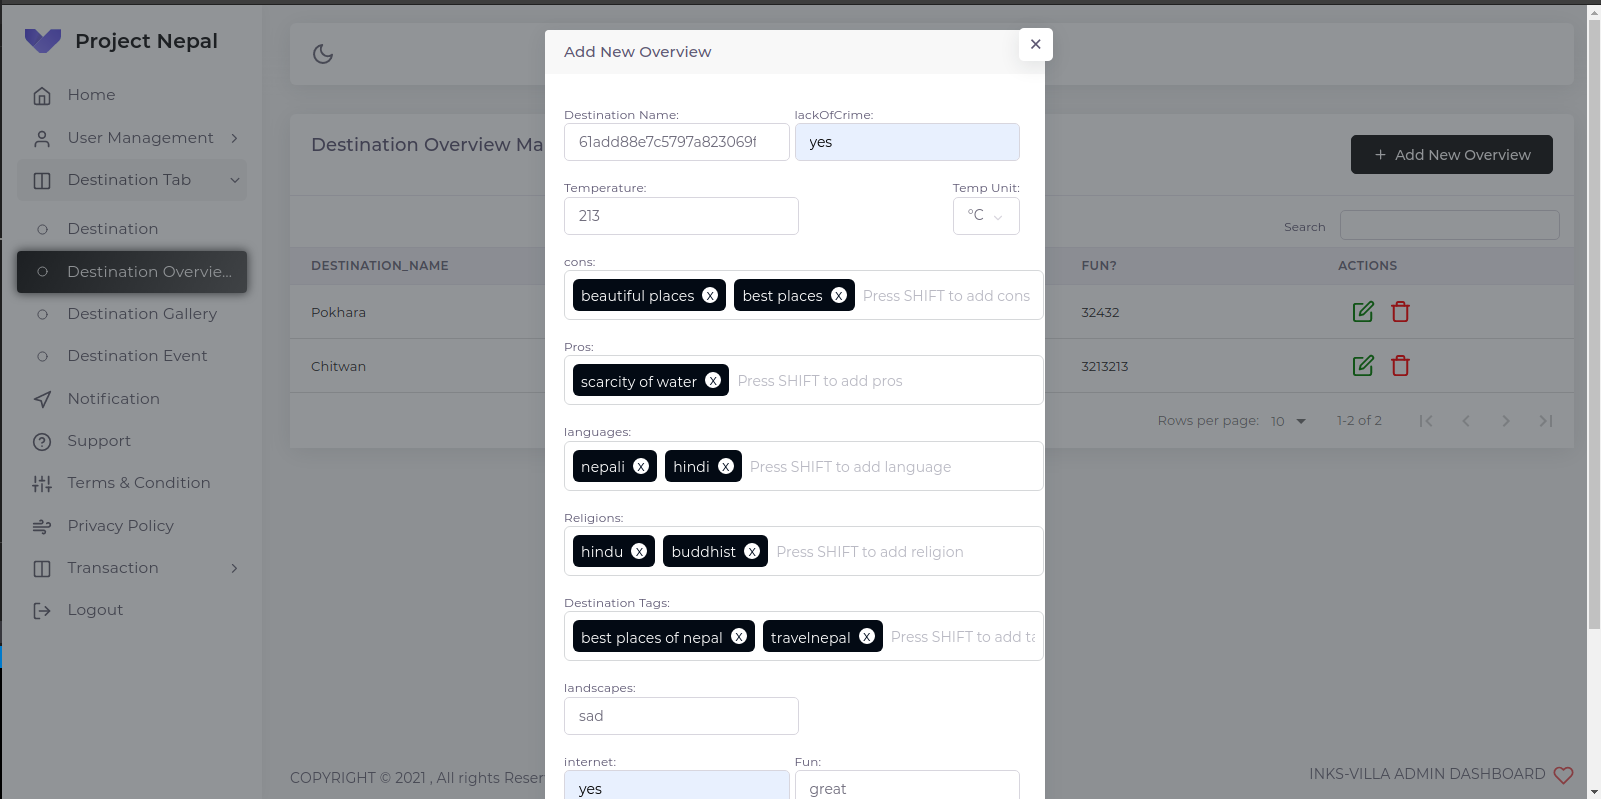 Project Nepal
Home
User Management
Destination Tab
Destination
Destination Overvie...
Destination Gallery
Destination Event
Notification
Support
Terms & Condition
Privacy Policy
Transaction
Logout
Destination Overview Ma
+ Add New Overview
Search
DESTINATION_NAME
FUN?
ACTIONS
Pokhara
32432
Chitwan
3213213
Rows per page: 10
1-2 of 2
Add New Overview
×
Destination Name:
lackOfCrime:
61add88e7c5797a823069f
yes
Temperature:
Temp Unit:
213
°C
cons:
beautiful places x best places x Press SHIFT to add cons
Pros:
scarcity of water x Press SHIFT to add pros
languages:
nepali x hindi x Press SHIFT to add language
Religions:
hindu x buddhist x Press SHIFT to add religion
Destination Tags:
best places of nepal x travelnepal x Press SHIFT to add ta
landscapes:
sad
internet:
Fun:
yes
great
COPYRIGHT © 2021 , All rights Reser
INKS-VILLA ADMIN DASHBOARD